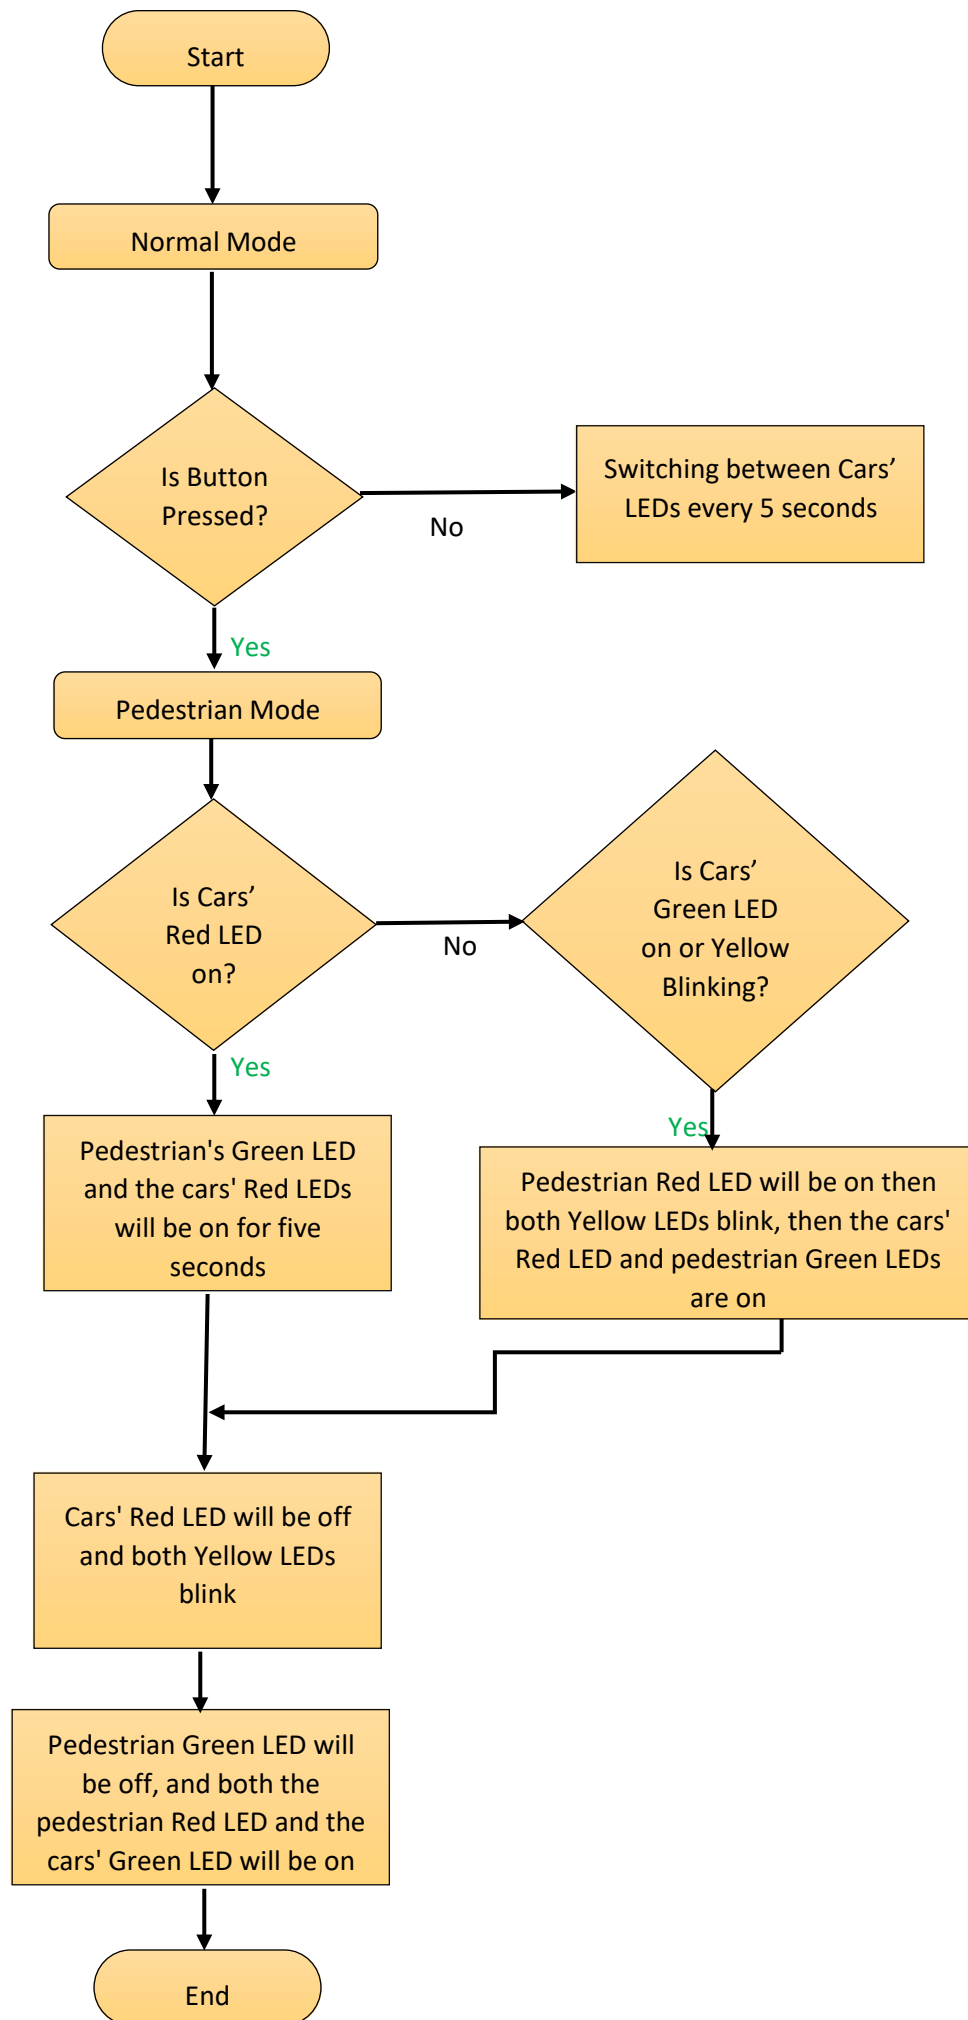 Start
Normal Mode
Is Button
Pressed?
No
Switching between Cars’
LEDs every 5 seconds
Yes
Pedestrian Mode
Is Cars’
Red LED
on?
No
Is Cars’
Green LED
on or Yellow
Blinking?
Yes
Yes
Pedestrian's Green LED
and the cars' Red LEDs
will be on for five
seconds
Pedestrian Red LED will be on then
both Yellow LEDs blink, then the cars'
Red LED and pedestrian Green LEDs
are on
Cars' Red LED will be off
and both Yellow LEDs
blink
Pedestrian Green LED will
be off, and both the
pedestrian Red LED and the
cars' Green LED will be on
End